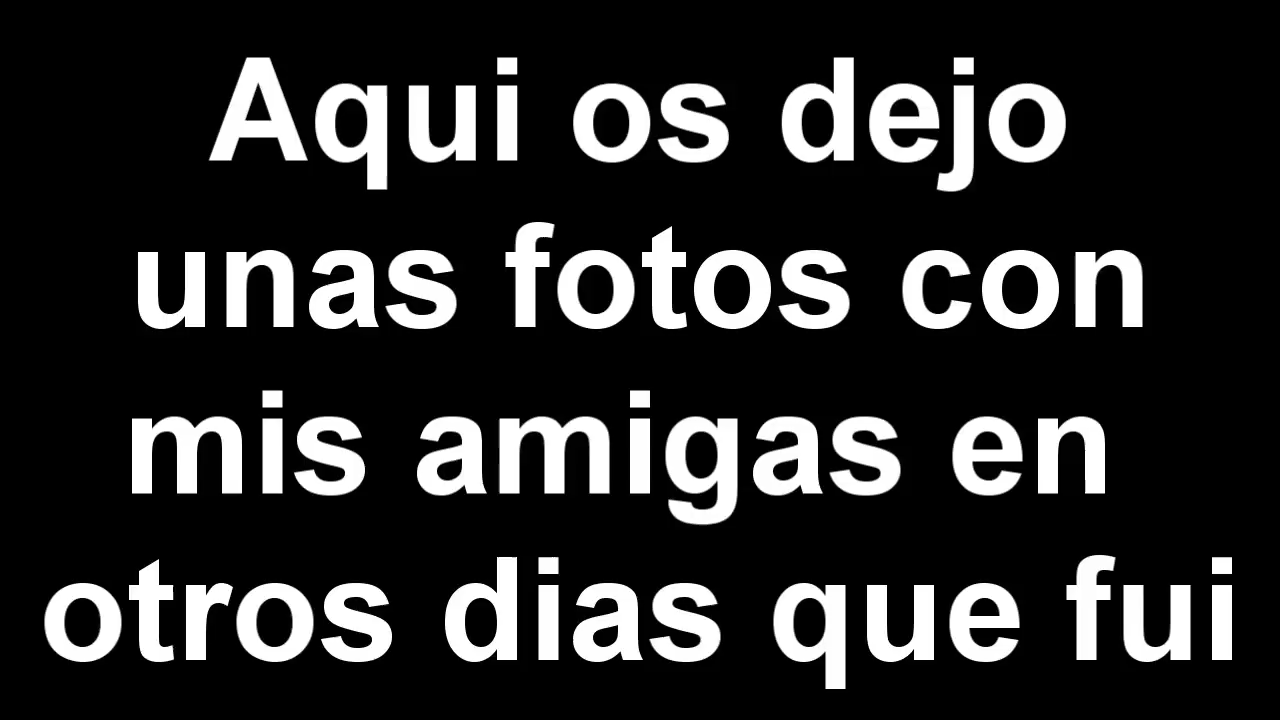 Aqui os dejo
unas fotos con
mis amigas en
otros dias que fui